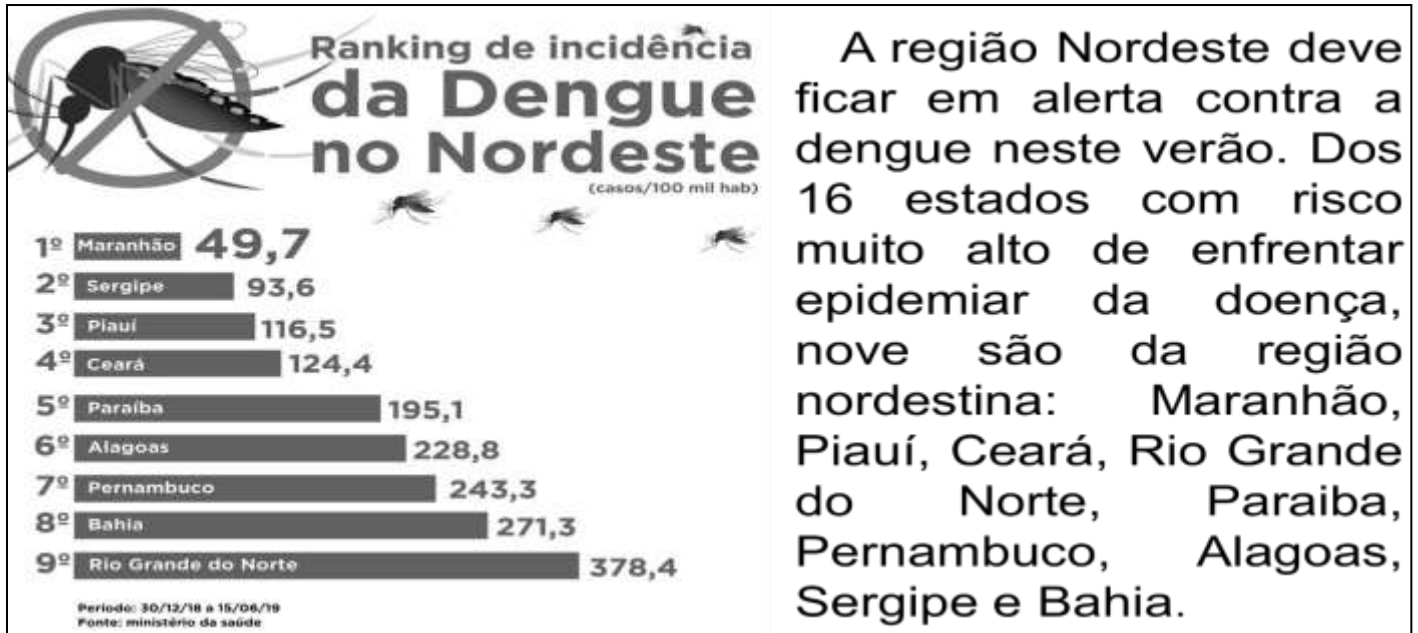 Ranking de incidência
da Dengue
no Nordeste
(casos/100 mil hab)
1º Maranhão 49,7
2º Sergipe 93,6
3º Piauí 116,5
4º Ceará 124,4
5º Paraíba 195,1
6º Alagoas 228,8
7º Pernambuco 243,3
8º Bahia 271,3
9º Rio Grande do Norte 378,4
Período: 30/12/18 a 15/06/19
Fonte: ministério da saúde
A região Nordeste deve
ficar em alerta contra a
dengue neste verão. Dos
16 estados com risco
muito alto de enfrentar
epidemiar da doença,
nove são da região
nordestina: Maranhão,
Piauí, Ceará, Rio Grande
do Norte, Paraiba,
Pernambuco, Alagoas,
Sergipe e Bahia.